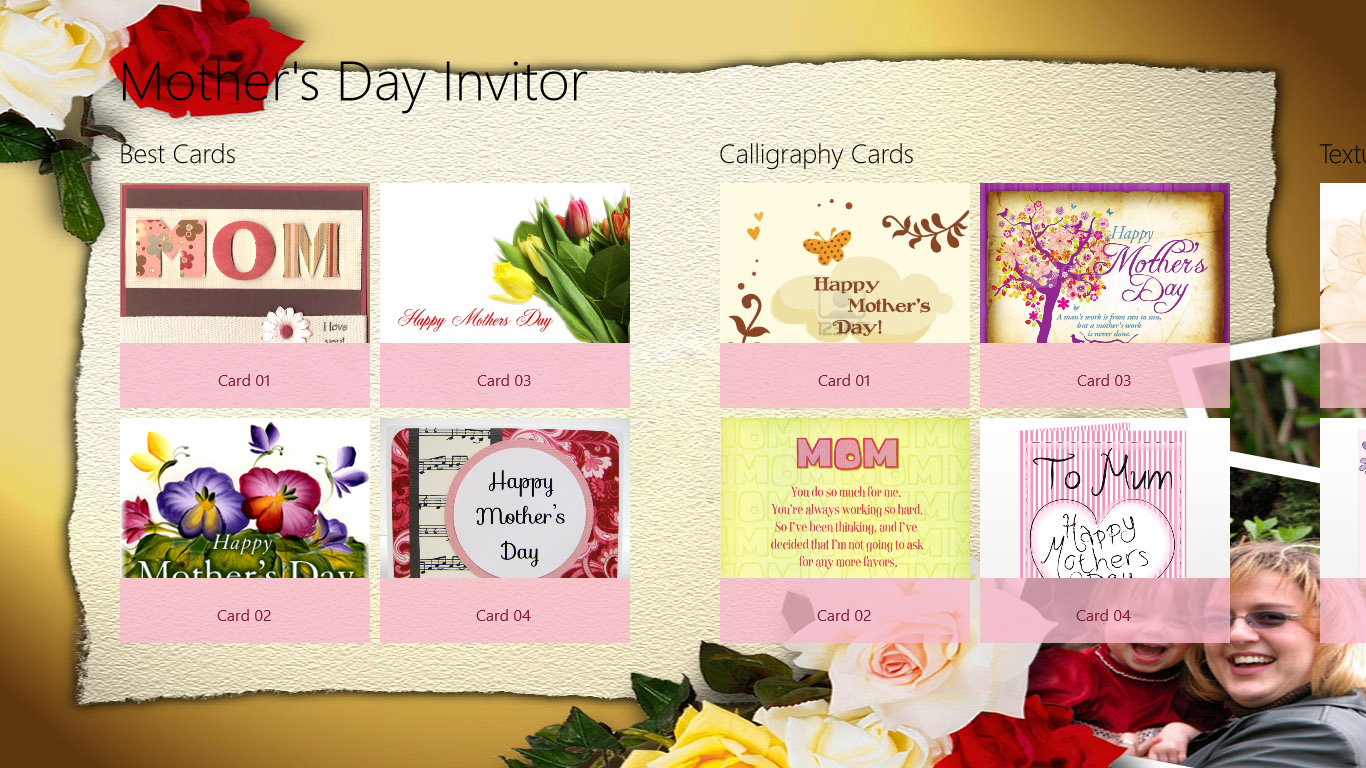 Mother's Day Invitor
Best Cards
MOM
I love
Card 01
Happy Mothers Day
Card 03
Happy
Mother's Day
Card 02
Happy
Mother's
Day
Card 04
Calligraphy Cards
Happy
Mother's
Day!
Card 01
Happy
Mother's
Day
A man's work is from sun to sun,
but a mother's work
is never done.
Card 03
MOM
You do so much for me.
You're always working so hard.
So I've been thinking, and I've
decided that I'm not going to ask
for any more favors.
Card 02
To Mum
Happy
Mothers
Day
Card 04